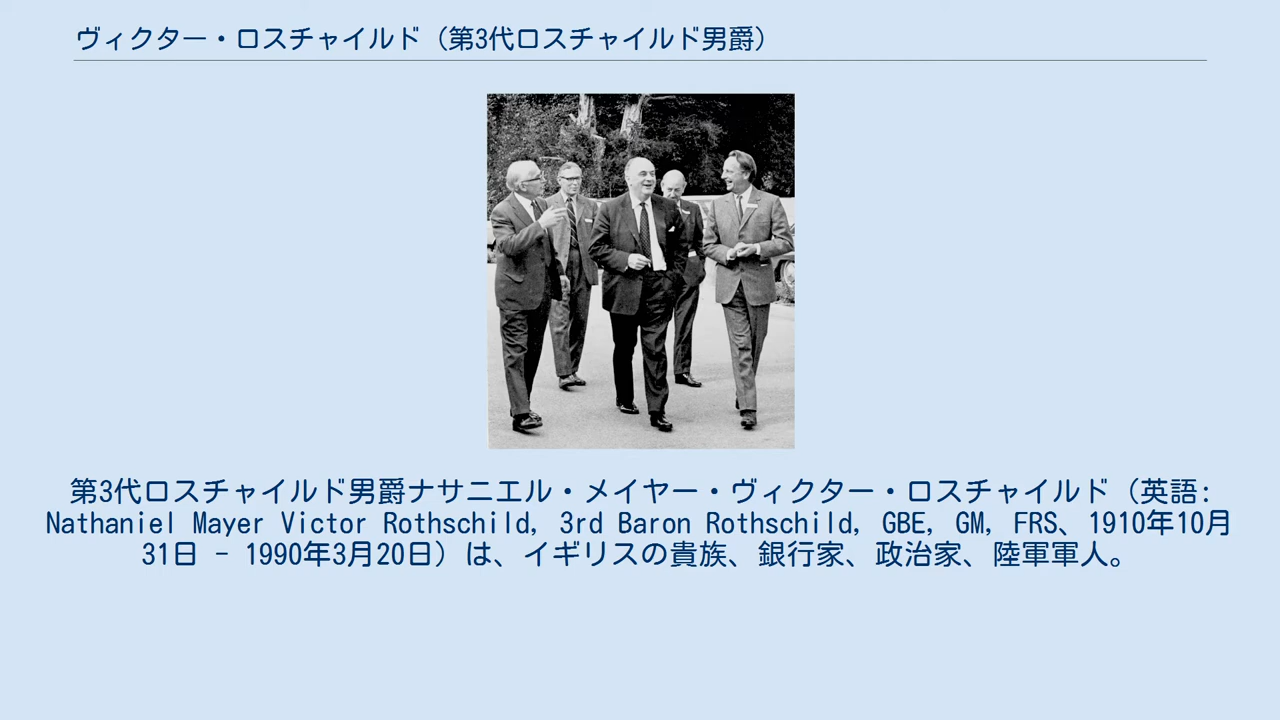 ヴィクター・ロスチャイルド（第3代ロスチャイルド男爵）
第3代ロスチャイルド男爵ナサニエル・メイヤー・ヴィクター・ロスチャイルド（英語:
Nathaniel Mayer Victor Rothschild, 3rd Baron Rothschild, GBE, GM, FRS、1910年10月
31日 - 1990年3月20日）は、イギリスの貴族、銀行家、政治家、陸軍軍人。